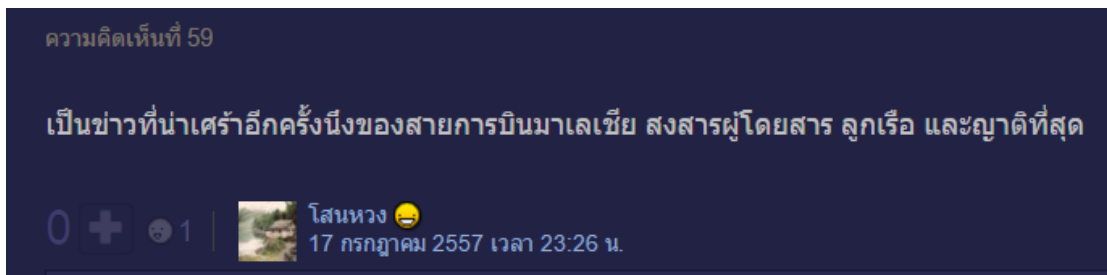 ความคิดเห็นที่ 59
เป็นข่าวที่น่าเศร้าอีกครั้งนึงของสายการบินมาเลเซีย สงสารผู้โดยสาร ลูกเรือ และญาติที่สุด
0 1
โสนหวง
17 กรกฎาคม 2557 เวลา 23:26 น.